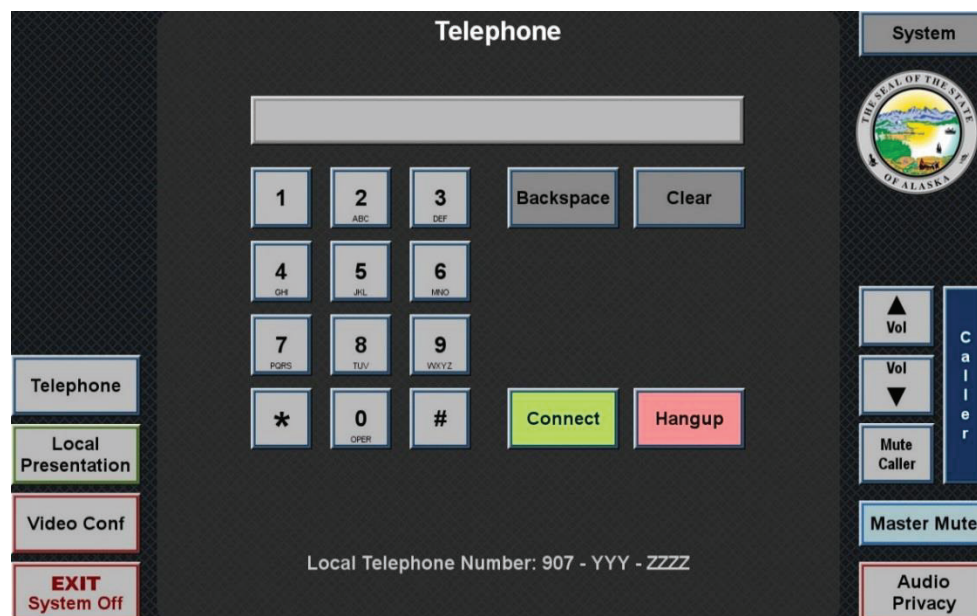 Telephone
System
THE SEAL OF THE STATE OF ALASKA
1
2
ABC
3
DEF
Backspace
Clear
4
GHI
5
JKL
6
MNO
7
PQRS
8
TUV
9
WXYZ
*
0
OPER
#
Connect
Hangup
Telephone
Local
Presentation
Video Conf
EXIT
System Off
Vol
Vol
Mute
Caller
Caller
Master Mute
Audio
Privacy
Local Telephone Number: 907 - YYY - ZZZZ